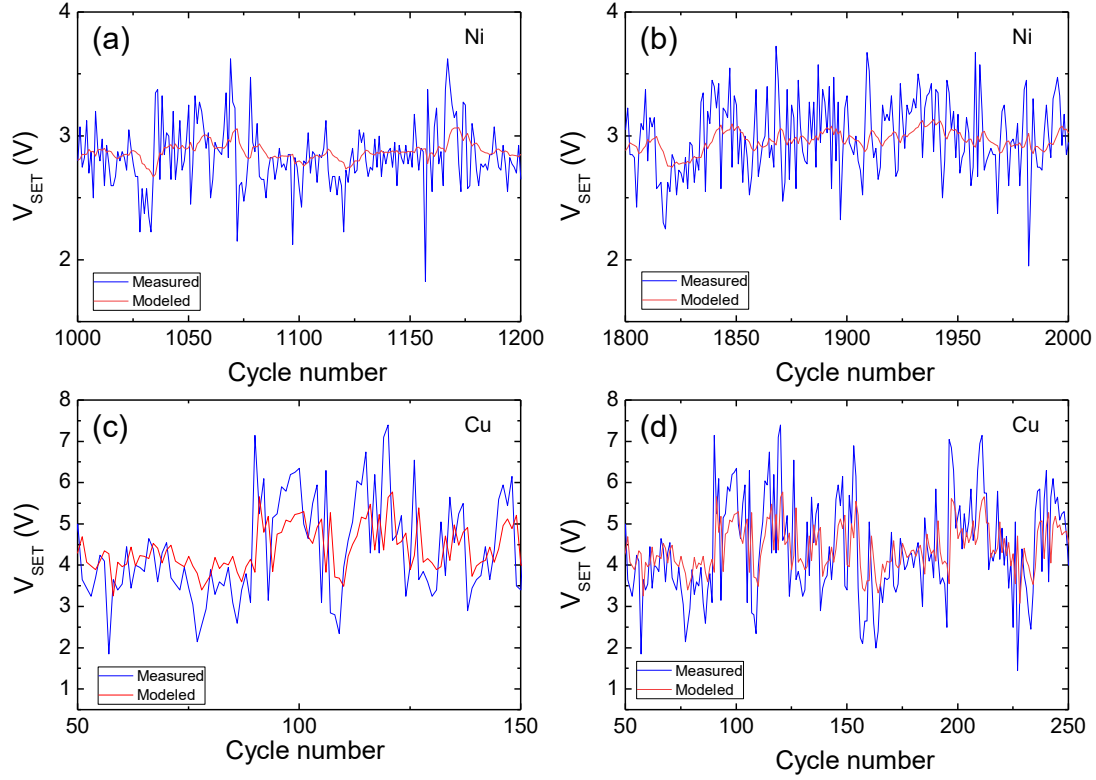 (a)
Ni
4
3
2
V_SET (V)
Measured
Modeled
1000 1050 1100 1150 1200
Cycle number
(b)
Ni
4
3
2
V_SET (V)
Measured
Modeled
1800 1850 1900 1950 2000
Cycle number
(c)
Cu
8
7
6
5
4
3
2
1
V_SET (V)
Measured
Modeled
50 100 150
Cycle number
(d)
Cu
8
7
6
5
4
3
2
1
V_SET (V)
Measured
Modeled
50 100 150 200 250
Cycle number